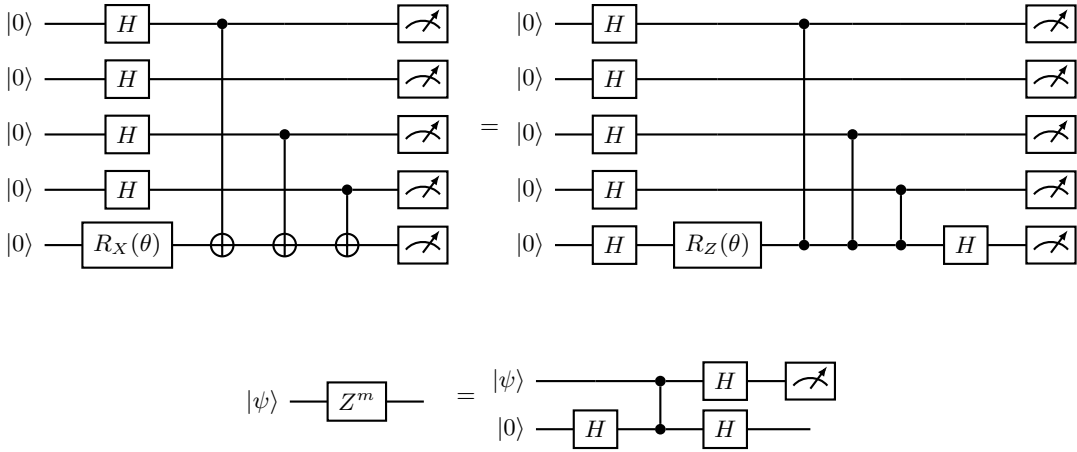 |0⟩ H |0⟩ H
|0⟩ H |0⟩ H
|0⟩ H = |0⟩ H
|0⟩ H |0⟩ H
|0⟩ R_X(θ) |0⟩ H R_Z(θ) H
|ψ⟩ Z^m = |ψ⟩ H
|0⟩ H H